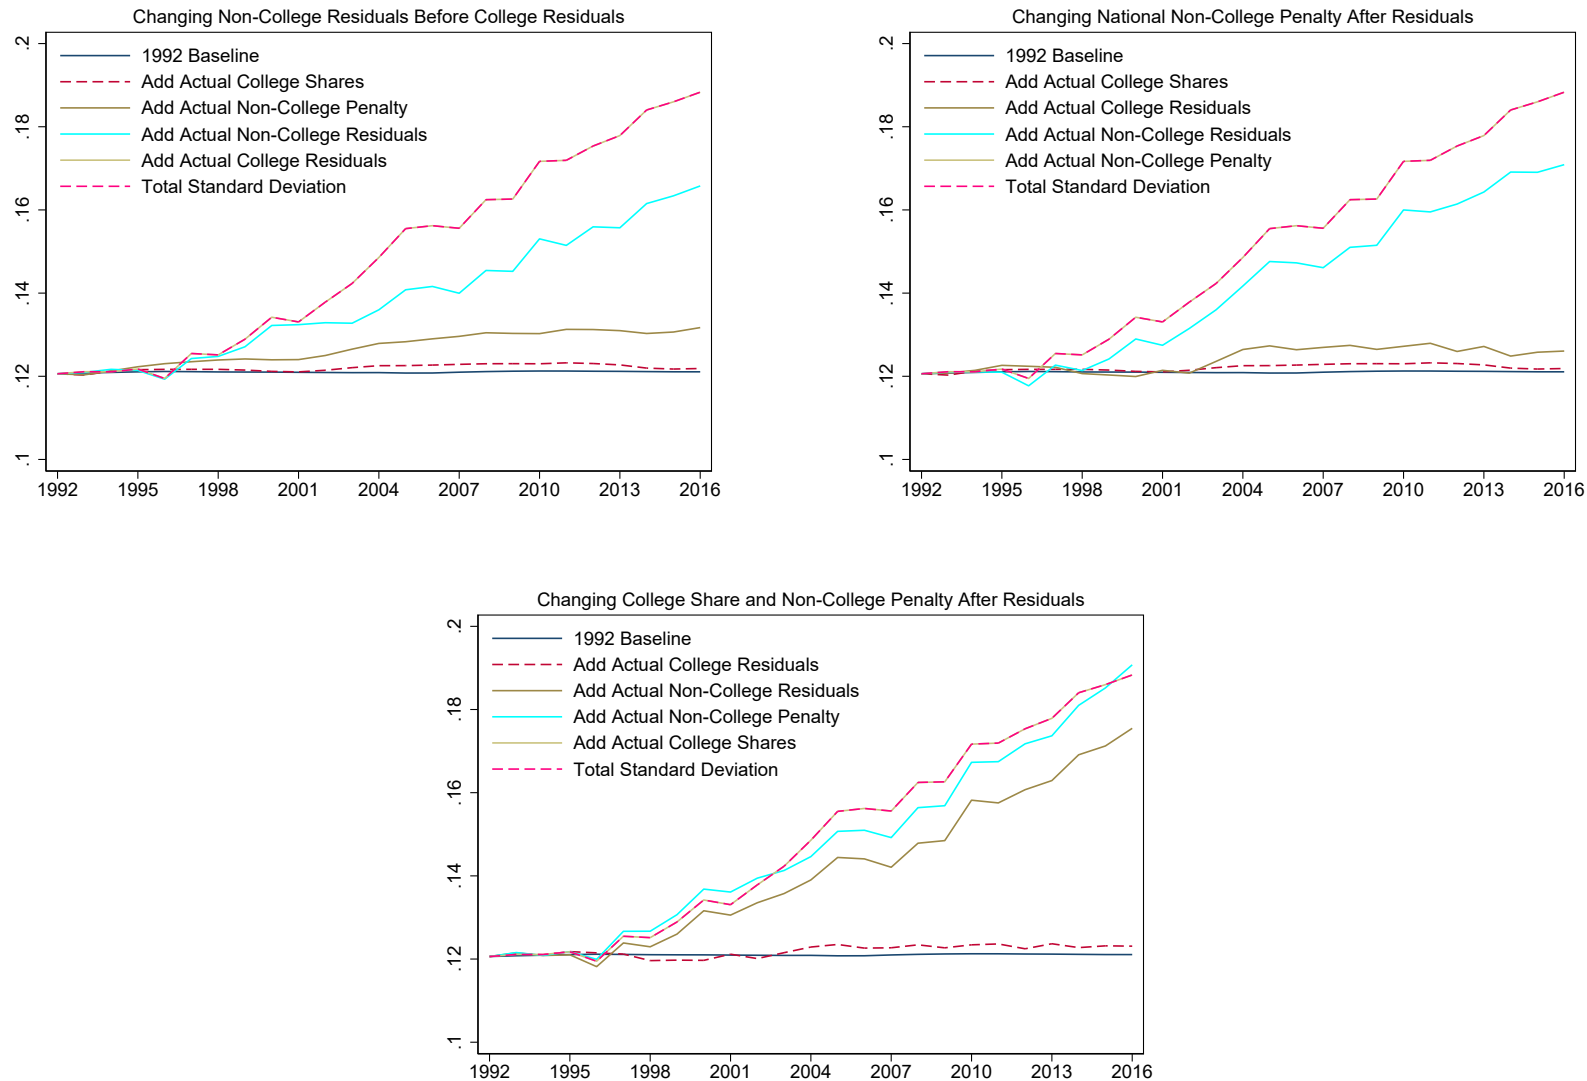 Changing Non-College Residuals Before College Residuals
.2
.18
.16
.14
.12
.1
1992 Baseline
Add Actual College Shares
Add Actual Non-College Penalty
Add Actual Non-College Residuals
Add Actual College Residuals
Total Standard Deviation
1992 1995 1998 2001 2004 2007 2010 2013 2016
Changing National Non-College Penalty After Residuals
.2
.18
.16
.14
.12
.1
1992 Baseline
Add Actual College Shares
Add Actual College Residuals
Add Actual Non-College Residuals
Add Actual Non-College Penalty
Total Standard Deviation
1992 1995 1998 2001 2004 2007 2010 2013 2016
Changing College Share and Non-College Penalty After Residuals
.2
.18
.16
.14
.12
.1
1992 Baseline
Add Actual College Residuals
Add Actual Non-College Residuals
Add Actual Non-College Penalty
Add Actual College Shares
Total Standard Deviation
1992 1995 1998 2001 2004 2007 2010 2013 2016